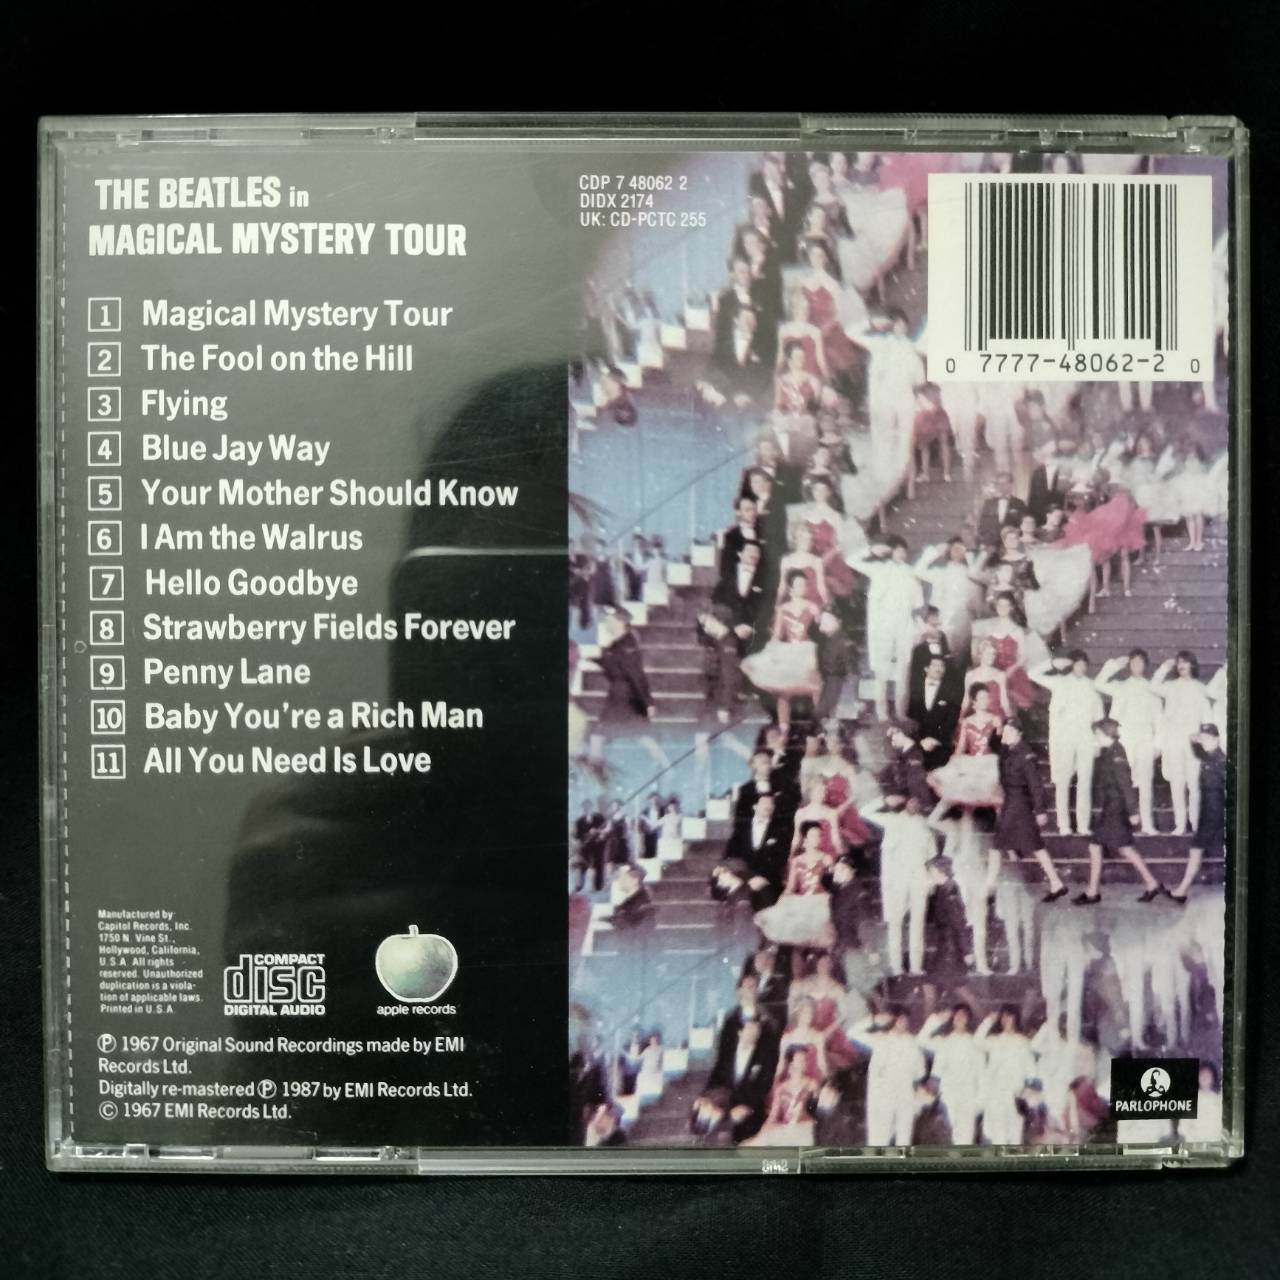 THE BEATLES in
MAGICAL MYSTERY TOUR
1 Magical Mystery Tour
2 The Fool on the Hill
3 Flying
4 Blue Jay Way
5 Your Mother Should Know
6 I Am the Walrus
7 Hello Goodbye
8 Strawberry Fields Forever
9 Penny Lane
10 Baby You're a Rich Man
11 All You Need Is Love
Manufactured by
Capitol Records, Inc.
1750 N. Vine St.,
Hollywood, California,
U.S.A. All rights
reserved. Unauthorized
duplication is a viola-
tion of applicable laws.
Printed in U.S.A.
COMPACT
disc
DIGITAL AUDIO
apple records
Ⓟ 1967 Original Sound Recordings made by EMI
Records Ltd.
Digitally re-mastered Ⓟ 1987 by EMI Records Ltd.
© 1967 EMI Records Ltd.
CDP 7 48062 2
DIDX 2174
UK: CD-PCTC 255
0 7777-48062-2 0
PARLOPHONE